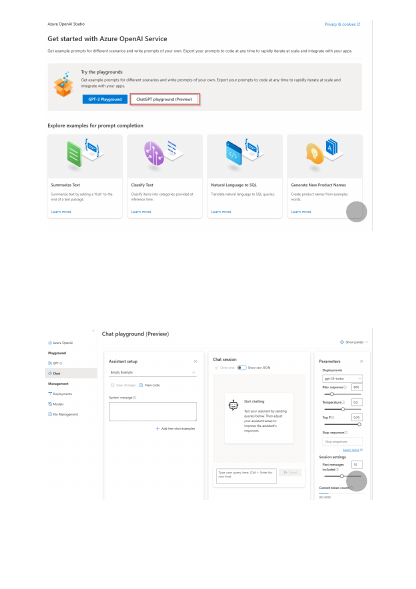 Azure OpenAI Studio
Privacy & cookies
Get started with Azure OpenAI Service
Get example prompts for different scenarios and write prompts of your own. Export your prompts to code at any time to rapidly iterate at scale and integrate with your apps.
Try the playgrounds
Get example prompts for different scenarios and write prompts of your own. Export your prompts to code at any time to rapidly iterate at scale and
integrate with your apps.
GPT-3 Playground
ChatGPT playground (Preview)
Explore examples for prompt completion
Summarize Text
Summarize text by adding a 'tl;dr:' to the
end of a text passage.
Learn more
Classify Text
Classify items into categories provided at
inference time.
Learn more
Natural Language to SQL
Translate natural language to SQL queries.
Learn more
Generate New Product Names
Create product names from examples
words.
Learn more
Chat playground (Preview)
Azure OpenAI
Playground
GPT-3
Chat
Management
Deployments
Models
File Management
Show panels
Assistant setup
Empty Example
Save changes
View code
System message
Add few-shot examples
Chat session
Clear chat
Show raw JSON
Start chatting
Test your assistant by sending
queries below. Then adjust
your assistant setup to
improve the assistant's
responses.
Type user query here. (Shift + Enter for
new line)
Send
Parameters
Deployments
Max response
800
Temperature
Top P
0.95
Stop sequence
Stop sequences
Learn more
Session settings
Past messages
included
10
Current token count